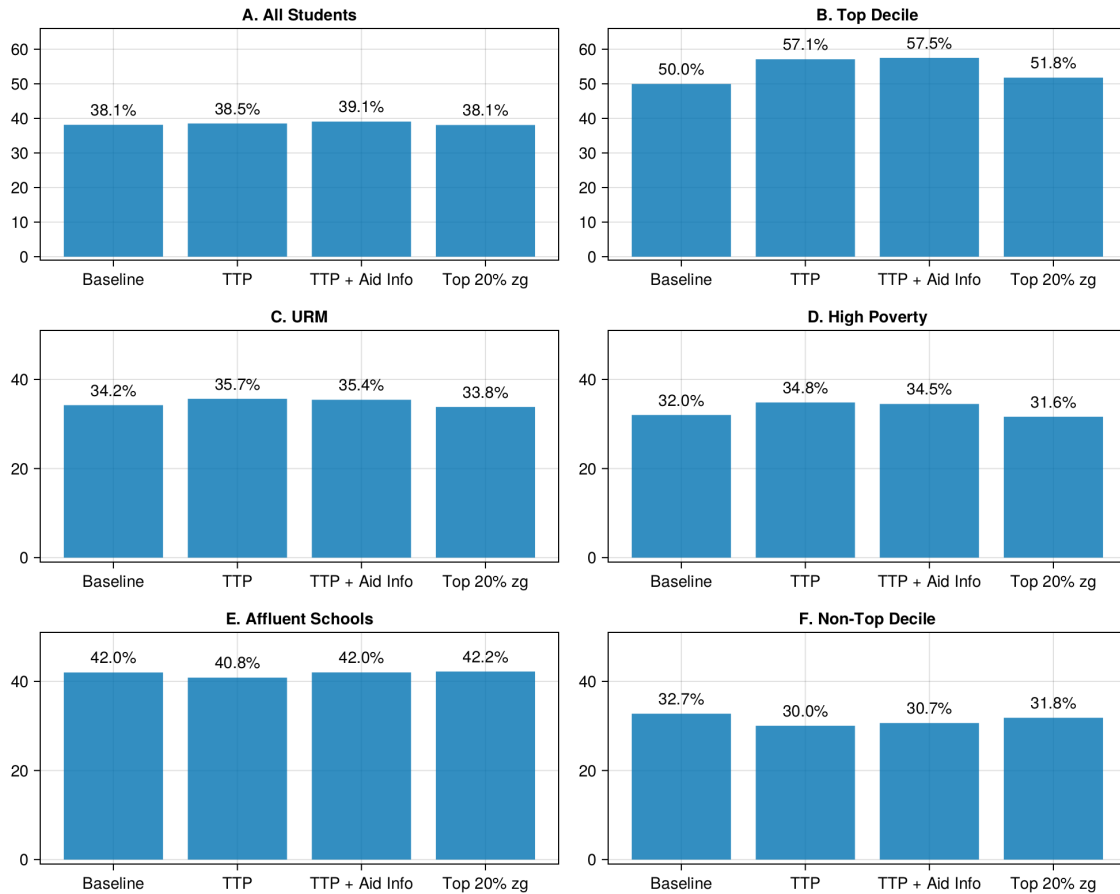 A. All Students
60
50
40
30
20
10
0
38.1%
38.5%
39.1%
38.1%
Baseline
TTP
TTP + Aid Info
Top 20% zg
B. Top Decile
60
50
40
30
20
10
0
50.0%
57.1%
57.5%
51.8%
Baseline
TTP
TTP + Aid Info
Top 20% zg
C. URM
40
20
0
34.2%
35.7%
35.4%
33.8%
Baseline
TTP
TTP + Aid Info
Top 20% zg
D. High Poverty
40
20
0
32.0%
34.8%
34.5%
31.6%
Baseline
TTP
TTP + Aid Info
Top 20% zg
E. Affluent Schools
40
20
0
42.0%
40.8%
42.0%
42.2%
Baseline
TTP
TTP + Aid Info
Top 20% zg
F. Non-Top Decile
40
20
0
32.7%
30.0%
30.7%
31.8%
Baseline
TTP
TTP + Aid Info
Top 20% zg